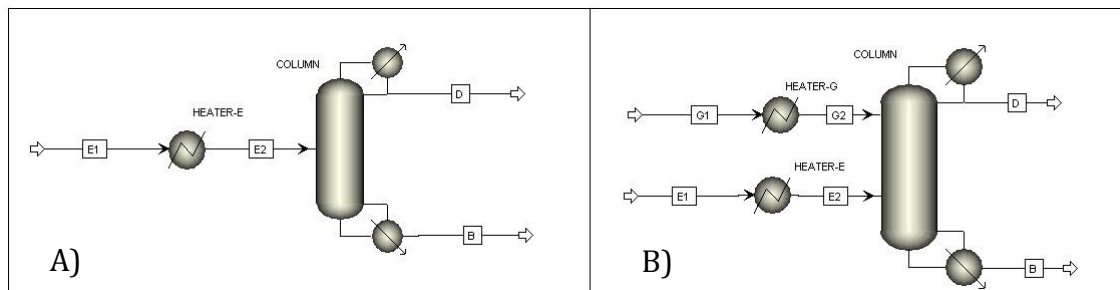 COLUMN
D
HEATER-E
E1
E2
B
A)
COLUMN
D
HEATER-G
G1
G2
HEATER-E
E1
E2
B
B)